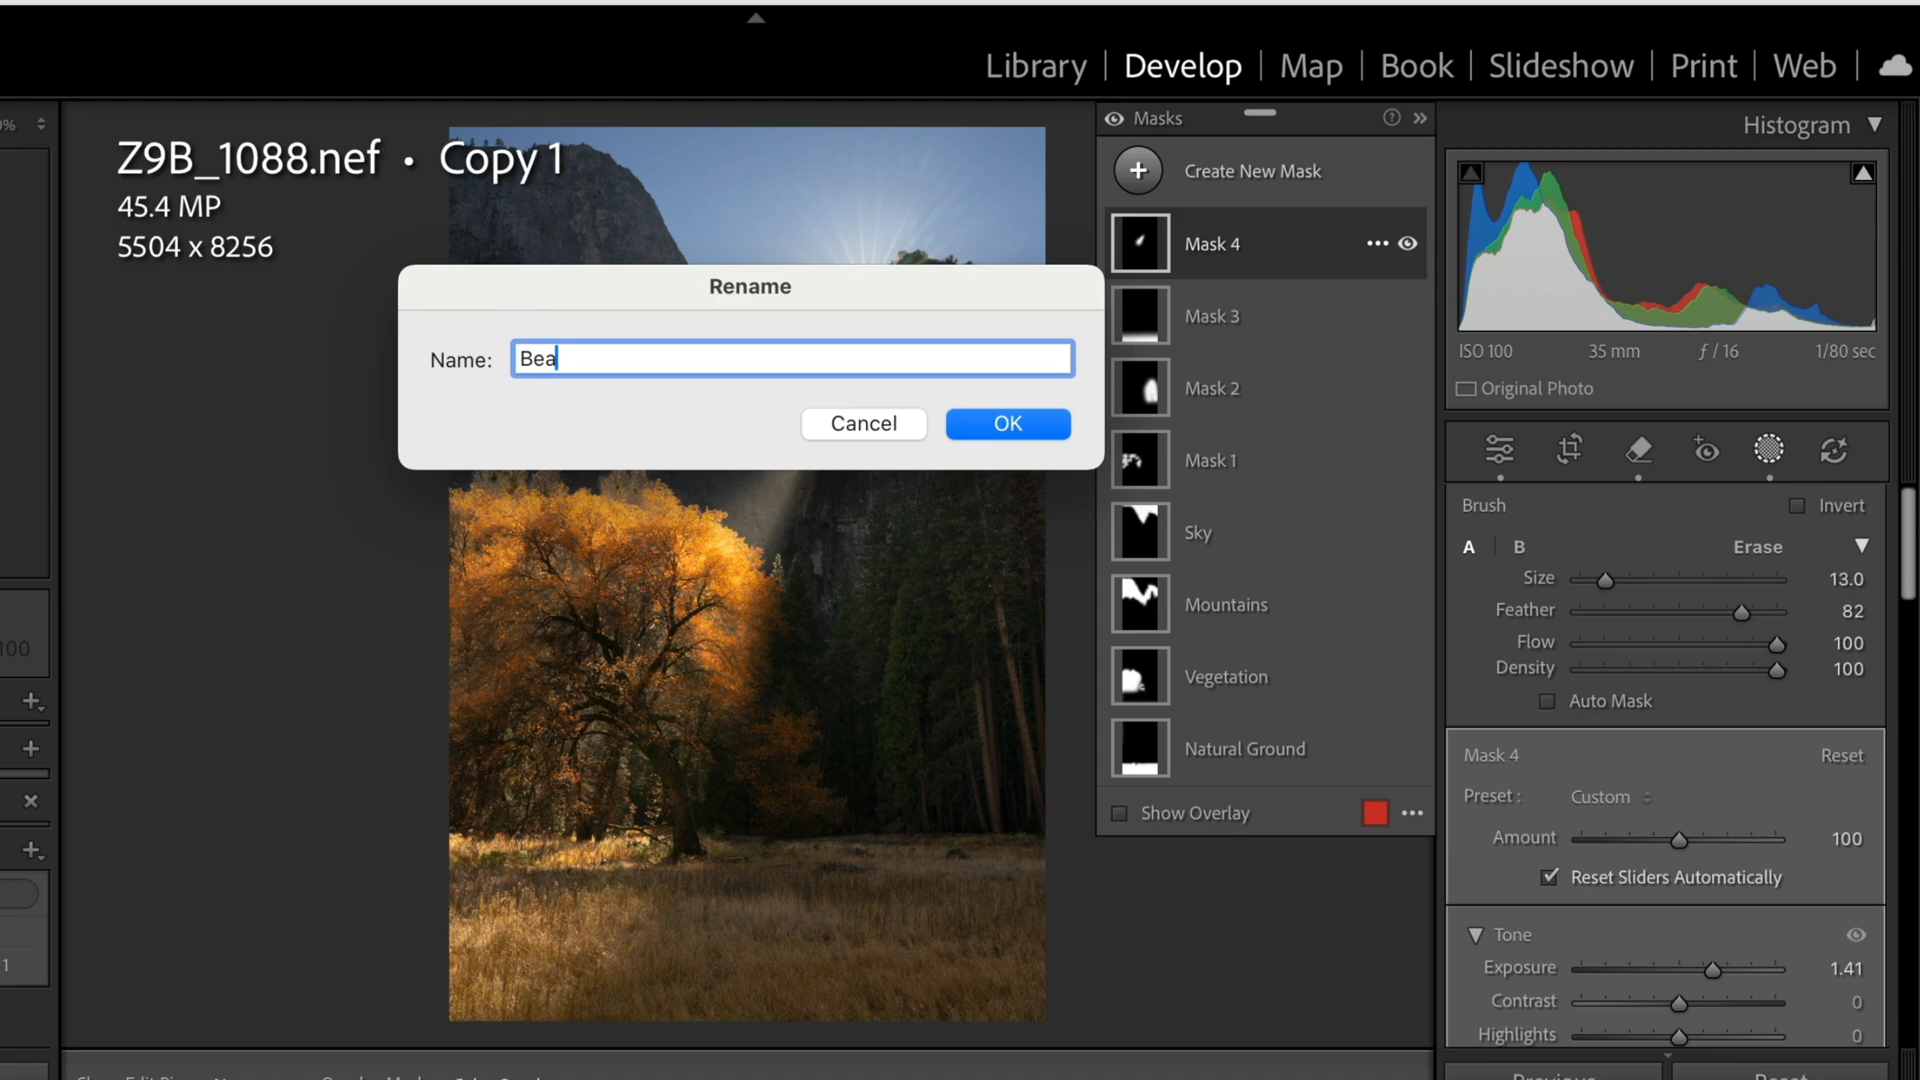 Library | Develop | Map | Book | Slideshow | Print | Web |
Z9B_1088.nef • Copy 1
45.4 MP
5504 x 8256
Rename
Name: Bea
Cancel
OK
Masks
Create New Mask
Mask 4
Mask 3
Mask 2
Mask 1
Sky
Mountains
Vegetation
Natural Ground
Show Overlay
Histogram
ISO 100 35 mm ƒ / 16 1/80 sec
Original Photo
Brush Invert
A | B Erase
Size 13.0
Feather 82
Flow 100
Density 100
Auto Mask
Mask 4 Reset
Preset : Custom
Amount 100
Reset Sliders Automatically
Tone
Exposure 1.41
Contrast 0
Highlights 0